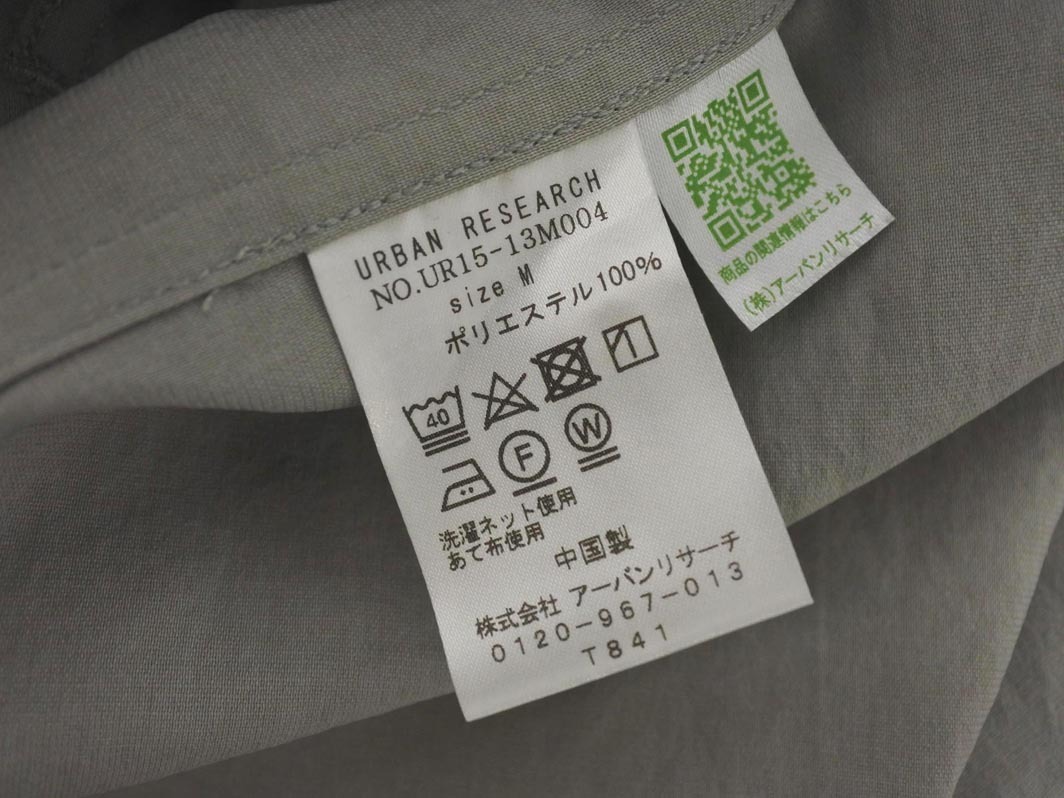 URBAN RESEARCH
NO.UR15-13M004
size M
ポリエステル100%
40
F
W
洗濯ネット使用
あて布使用
中国製
株式会社 アーバンリサーチ
0120-967-013
T841
商品の関連情報はこちら
(株)アーバンリサーチ